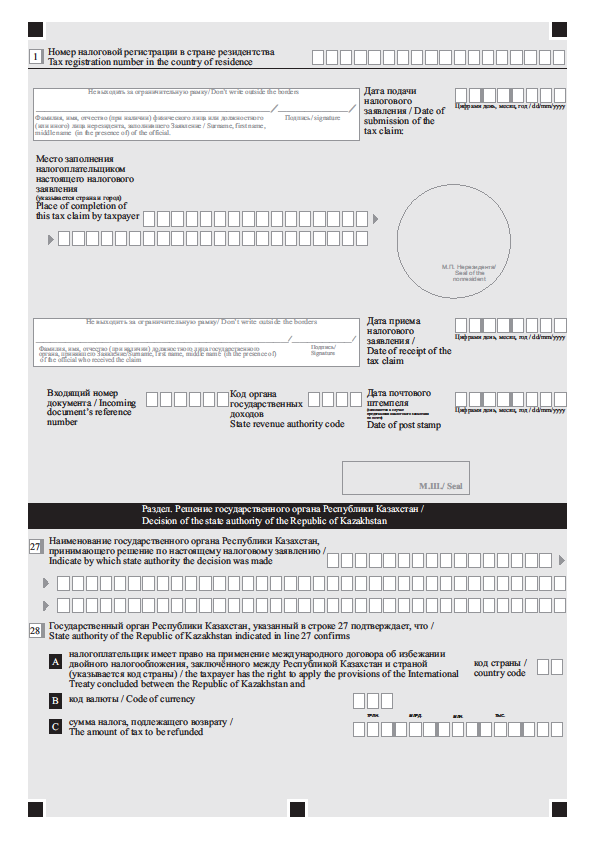 1
Номер налоговой регистрации в стране резидентства
Tax registration number in the country of residence
Не выходить за ограничительную рамку/ Don't write outside the borders
Фамилия, имя, отчество (при наличии) физического лица или должностного
(или иного) лица нерезидента, заполнившего Заявление / Surname, first name,
middle name (in the presence of) of the official.
Подпись/ signature
Дата подачи
налогового
заявления / Date of
submission of the
tax claim:
Цифрами день, месяц, год / dd/mm/yyyy
Место заполнения
налогоплательщиком
настоящего налогового
заявления
(указывается страна и город)
Place of completion of
this tax claim by taxpayer
М.П. Нерезидента/
Seal of the
nonresident
Не выходить за ограничительную рамку/ Don't write outside the borders
Фамилия, имя, отчество (при наличии) должностного лица государственного
органа, принявшего Заявление/Surname, first name, middle name (in the presence of)
of the official who received the claim
Подпись/
Signature
Дата приема
налогового
заявления /
Date of receipt of the
tax claim
Цифрами день, месяц, год / dd/mm/yyyy
Входящий номер
документа / Incoming
document's reference
number
Код органа
государственных
доходов
State revenue authority code
Дата почтового
штемпеля
Date of post stamp
Цифрами день, месяц, год / dd/mm/yyyy
М.Ш./ Seal
Раздел. Решение государственного органа Республики Казахстан /
Decision of the state authority of the Republic of Kazakhstan
27
Наименование государственного органа Республики Казахстан,
принимающего решение по настоящему налоговому заявлению /
Indicate by which state authority the decision was made
28
Государственный орган Республики Казахстан, указанный в строке 27 подтверждает, что /
State authority of the Republic of Kazakhstan indicated in line 27 confirms
A
налогоплательщик имеет право на применение международного договора об избежании
двойного налогообложения, заключённого между Республикой Казахстан и страной
(указывается код страны) / the taxpayer has the right to apply the provisions of the International
Treaty concluded between the Republic of Kazakhstan and
код страны /
country code
B
код валюты / Code of currency
C
сумма налога, подлежащего возврату /
The amount of tax to be refunded
трлн.
млрд.
млн.
тыс.